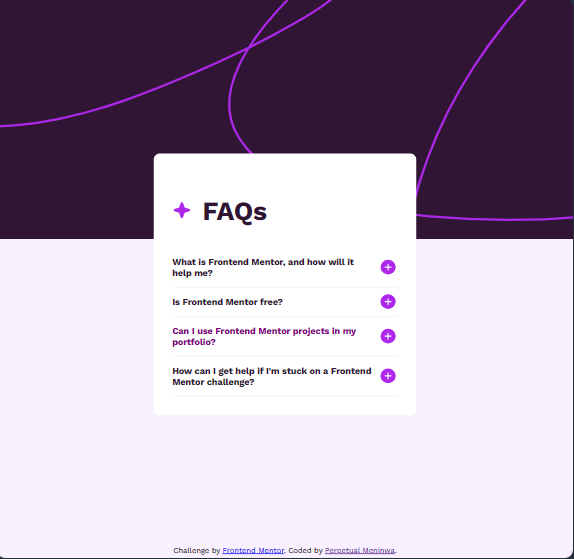 FAQs
What is Frontend Mentor, and how will it
help me?
Is Frontend Mentor free?
Can I use Frontend Mentor projects in my
portfolio?
How can I get help if I'm stuck on a Frontend
Mentor challenge?
Challenge by Frontend Mentor. Coded by Perpetual Meninwa.